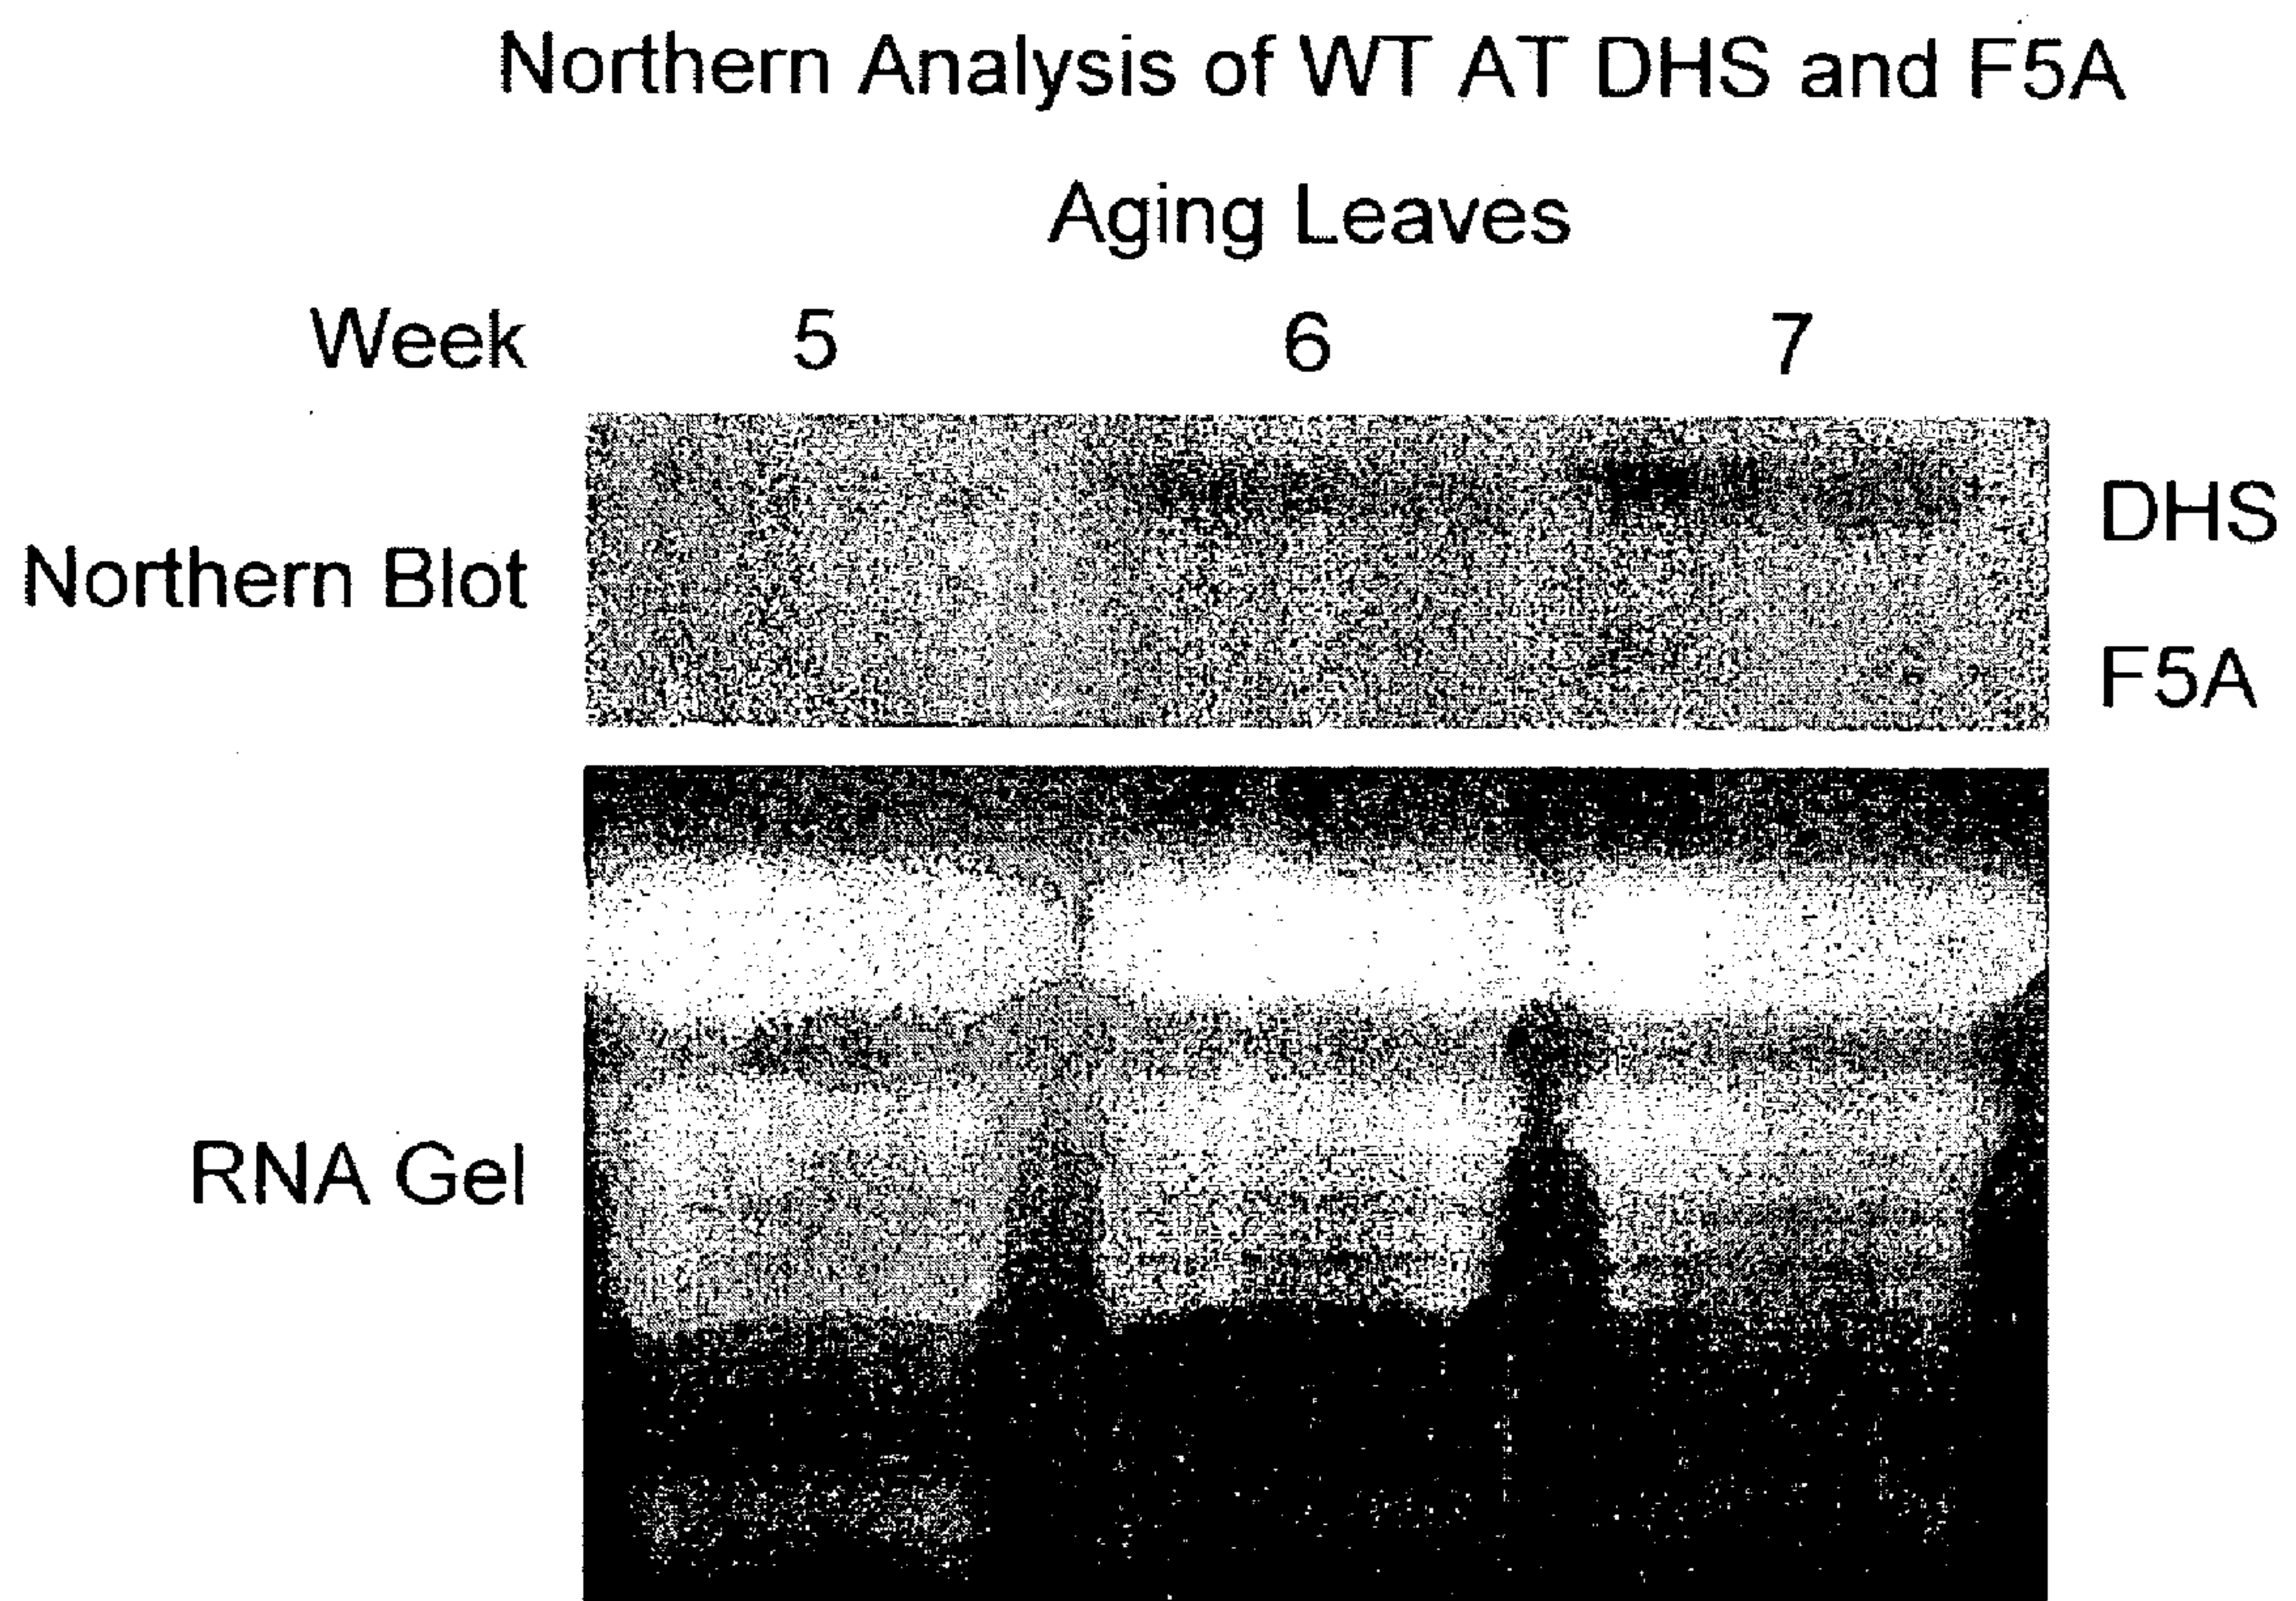 Northern Analysis of WT AT DHS and F5A
Aging Leaves
Week 5 6 7
DHS
Northern Blot
F5A
RNA Gel